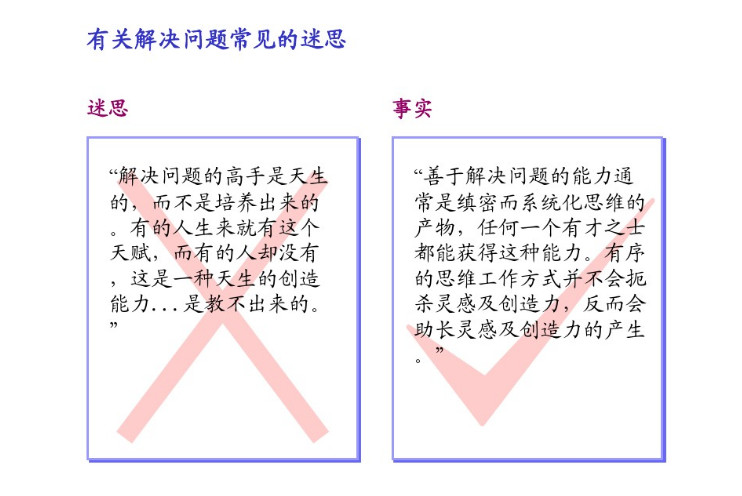 有关解决问题常见的迷思
迷思
“解决问题的高手是天生
的，而不是培养出来的
。有的人生来就有这个
天赋，而有的人却没有
，这是一种天生的创造
能力...是教不出来的。
”
事实
“善于解决问题的能力通
常是缜密而系统化思维的
产物，任何一个有才之士
都能获得这种能力。有序
的思维工作方式并不会扼
杀灵感及创造力，反而会
助长灵感及创造力的产生
。”